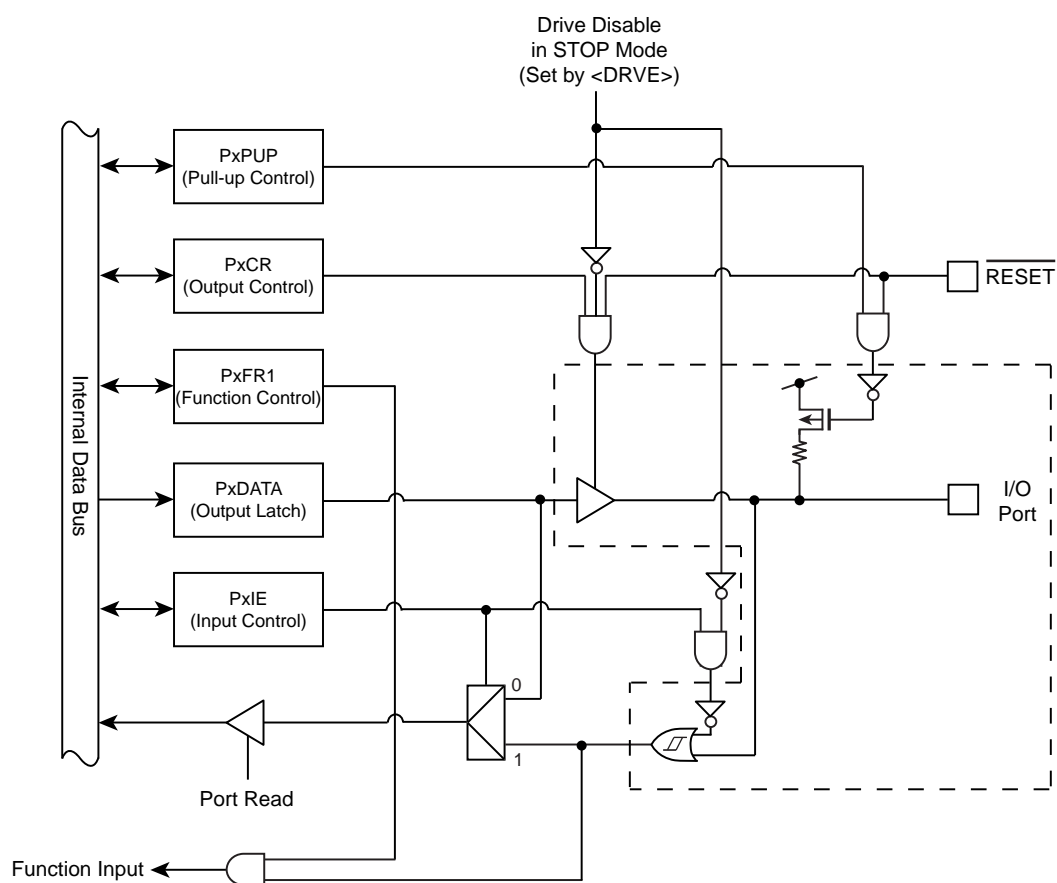 Drive Disable
in STOP Mode
(Set by <DRVE>)
PxPUP
(Pull-up Control)
PxCR
(Output Control)
RESET
PxFR1
(Function Control)
Internal Data Bus
PxDATA
(Output Latch)
I/O
Port
PxIE
(Input Control)
0
1
Port Read
Function Input